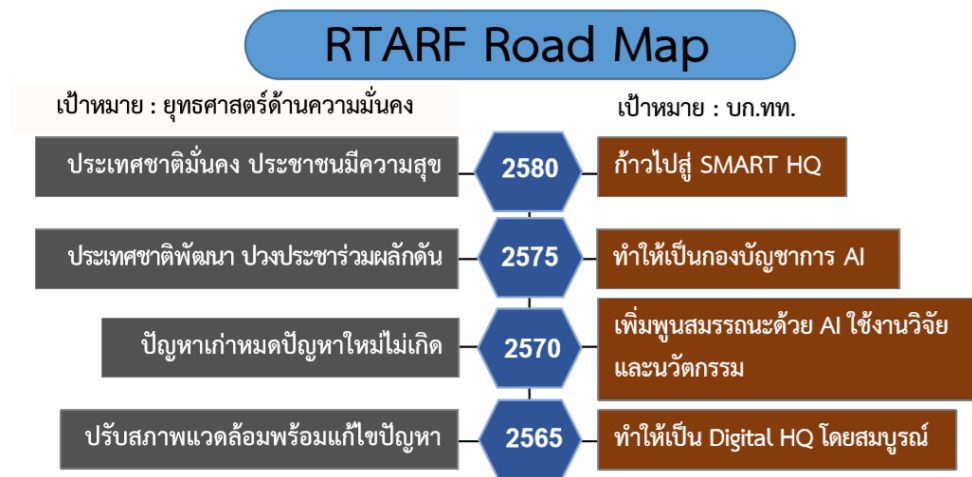 RTARF Road Map
เป้าหมาย : ยุทธศาสตร์ด้านความมั่นคง
เป้าหมาย : บก.ทท.
ประเทศชาติมั่นคง ประชาชนมีความสุข
2580
ก้าวไปสู่ SMART HQ
ประเทศชาติพัฒนา ปวงประชาร่วมผลักดัน
2575
ทำให้เป็นกองบัญชาการ AI
ปัญหาเก่าหมดปัญหาใหม่ไม่เกิด
2570
เพิ่มพูนสมรรถนะด้วย AI ใช้งานวิจัย
และนวัตกรรม
ปรับสภาพแวดล้อมพร้อมแก้ไขปัญหา
2565
ทำให้เป็น Digital HQ โดยสมบูรณ์